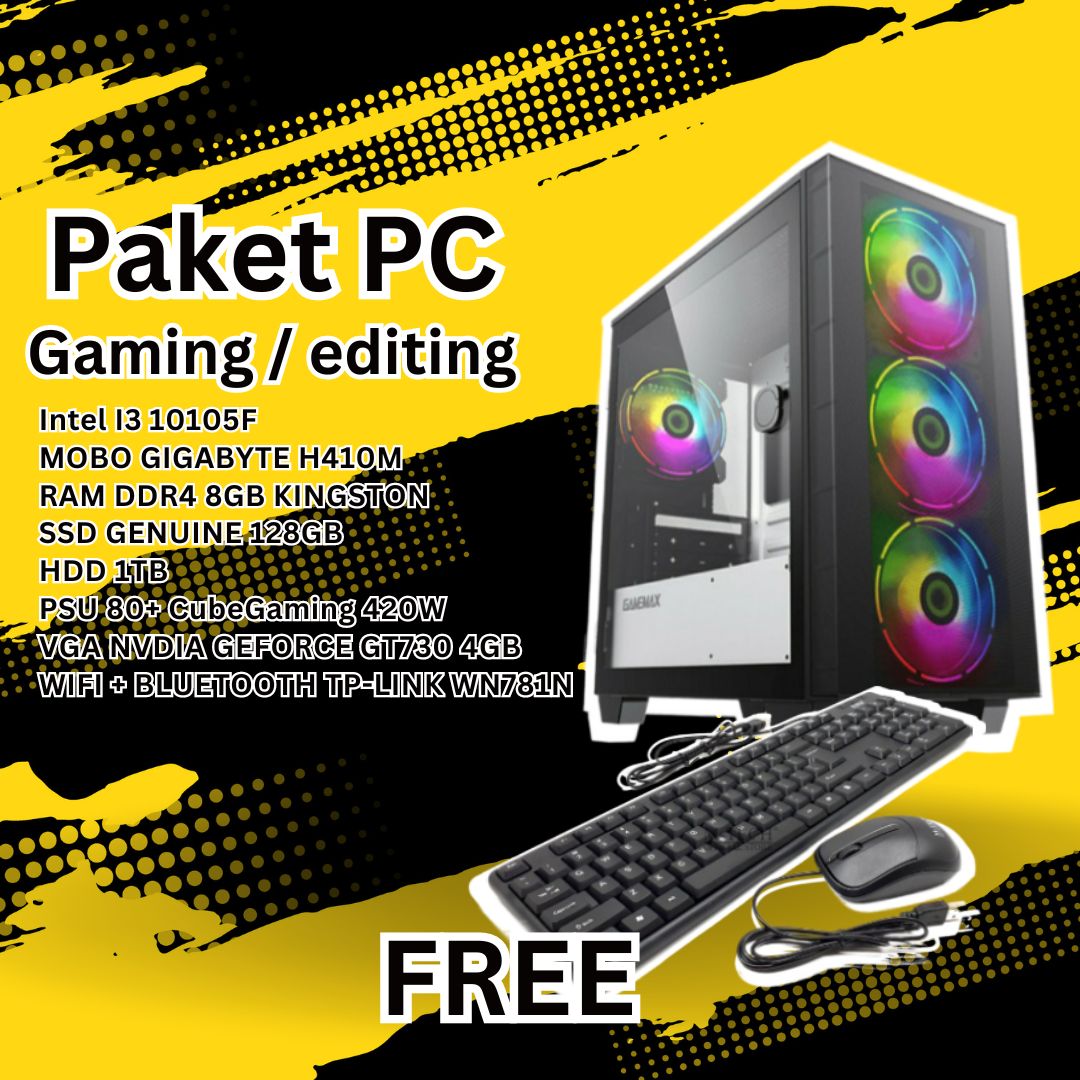 Paket PC
Gaming / editing
Intel I3 10105F
MOBO GIGABYTE H410M
RAM DDR4 8GB KINGSTON
SSD GENUINE 128GB
HDD 1TB
PSU 80+ CubeGaming 420W
VGA NVDIA GEFORCE GT730 4GB
WIFI + BLUETOOTH TP-LINK WN781N
GAMEMAX
FREE